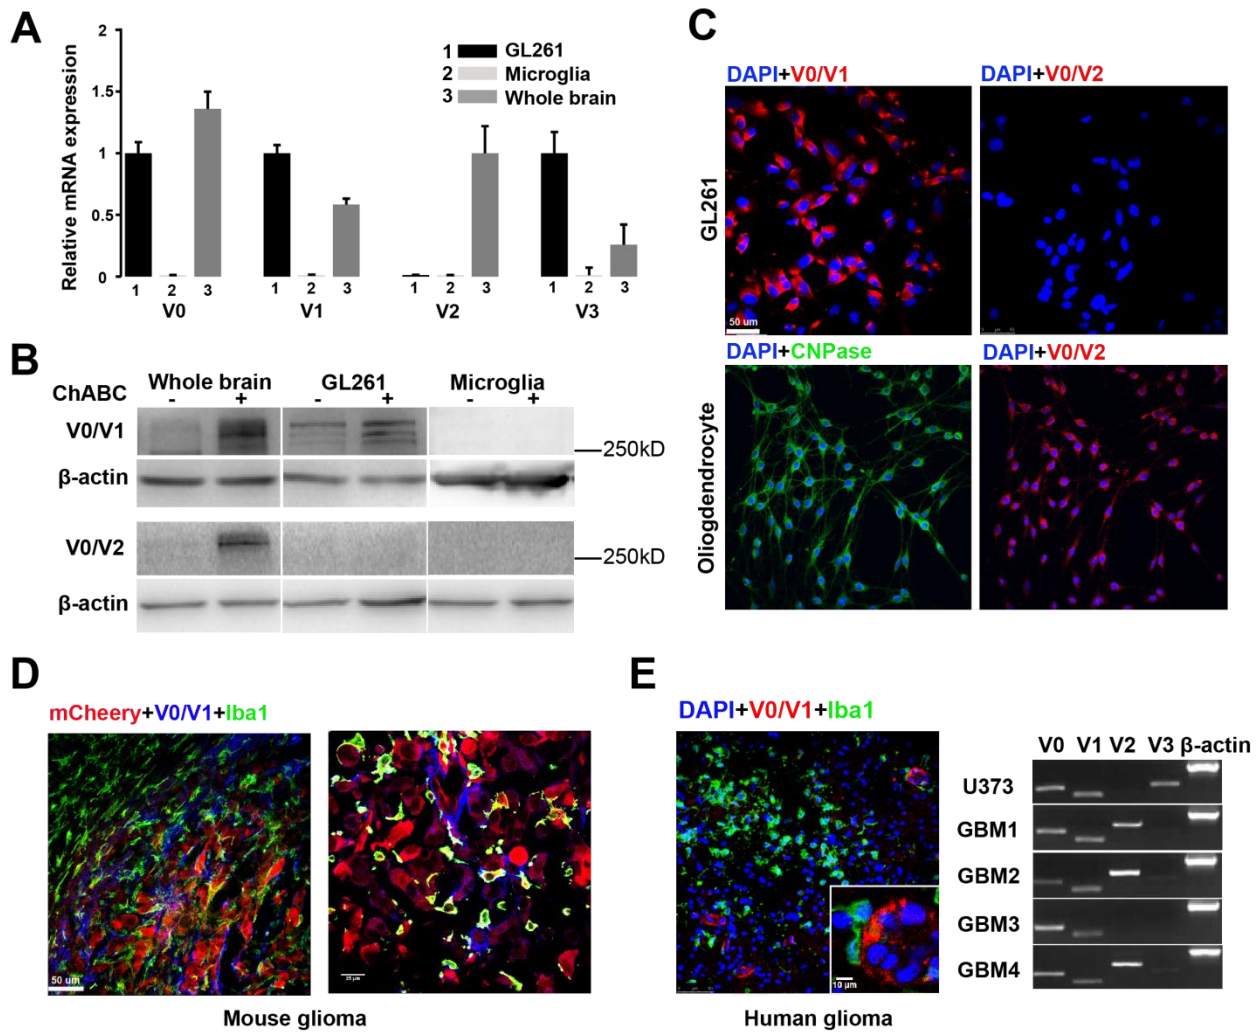 A
Relative mRNA expression
2
1.5
1
0.5
0
1 GL261
2 Microglia
3 Whole brain
1 2 3 1 2 3 1 2 3 1 2 3
V0 V1 V2 V3
B
Whole brain GL261 Microglia
ChABC - + - + - +
V0/V1
250kD
β-actin
V0/V2
250kD
β-actin
C
DAPI+V0/V1 DAPI+V0/V2
GL261
50 um
DAPI+CNPase DAPI+V0/V2
Oliogdendrocyte
D
mCheery+V0/V1+Iba1
50 um
25 µm
Mouse glioma
E
DAPI+V0/V1+Iba1
10 µm
Human glioma
V0 V1 V2 V3 β-actin
U373
GBM1
GBM2
GBM3
GBM4